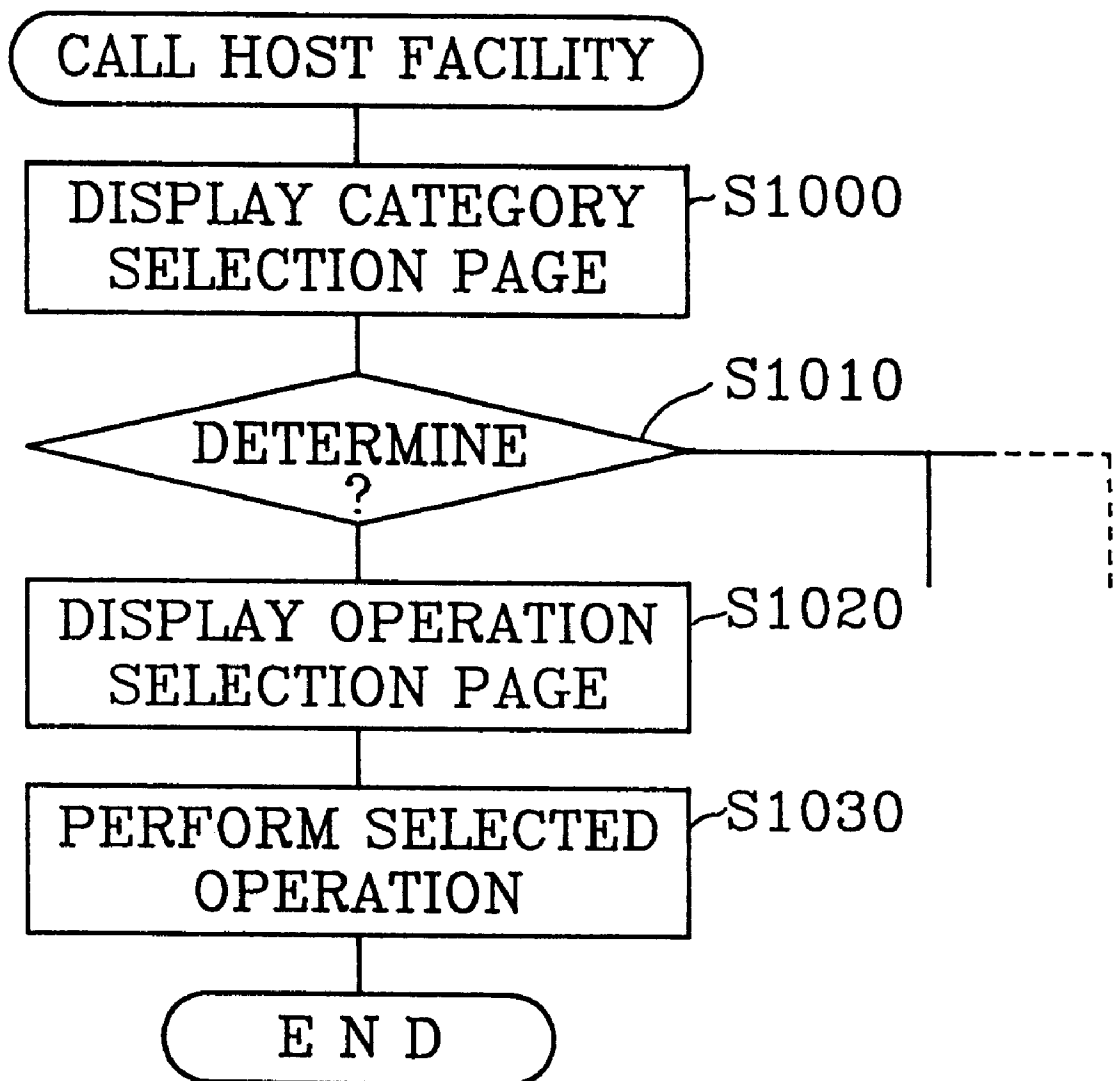 CALL HOST FACILITY
DISPLAY CATEGORY
SELECTION PAGE
S1000
DETERMINE
?
S1010
DISPLAY OPERATION
SELECTION PAGE
S1020
PERFORM SELECTED
OPERATION
S1030
END